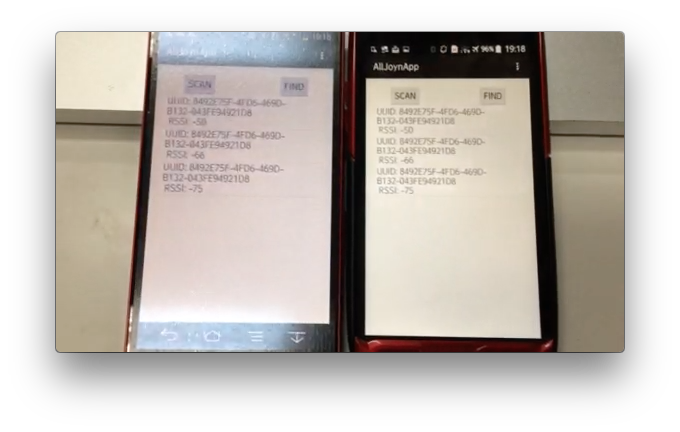 19:18
SCAN
FIND
UUID: 8492E75F-4FD6-469D-
B132-043FE94921D8
RSSI: -58
UUID: 8492E75F-4FD6-469D-
B132-043FE94921D8
RSSI: -66
UUID: 8492E75F-4FD6-469D-
B132-043FE94921D8
RSSI: -75
96% 19:18
AllJoynApp
SCAN
FIND
UUID: 8492E75F-4FD6-469D-
B132-043FE94921D8
RSSI: -50
UUID: 8492E75F-4FD6-469D-
B132-043FE94921D8
RSSI: -66
UUID: 8492E75F-4FD6-469D-
B132-043FE94921D8
RSSI: -75